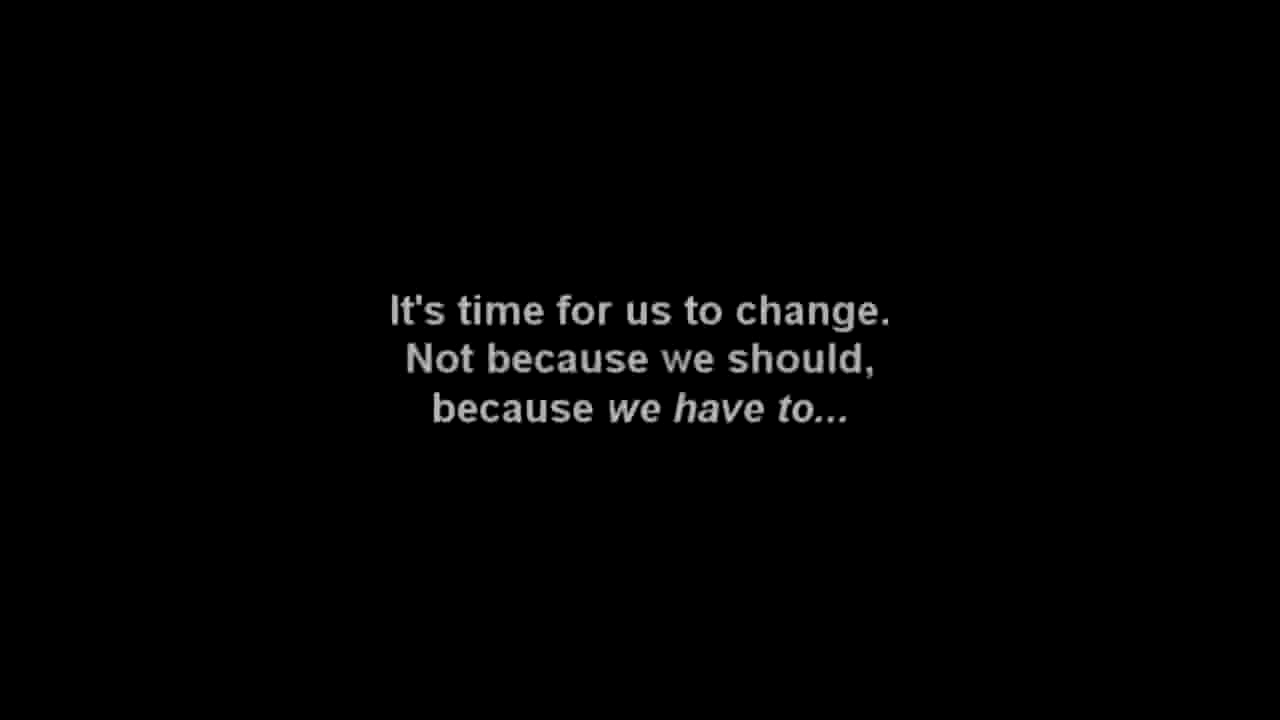 It's time for us to change.
Not because we should,
because we have to...